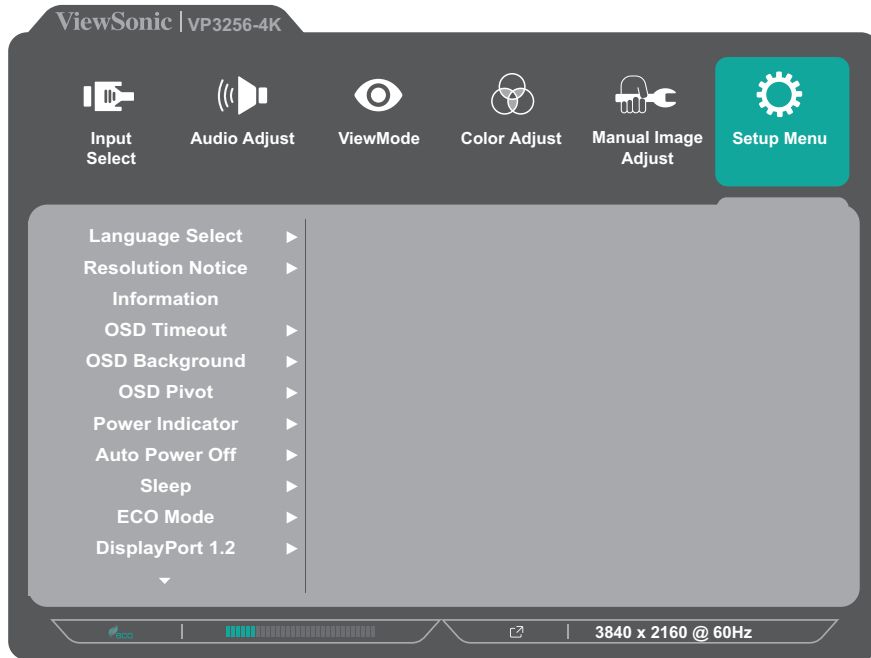 ViewSonic | VP3256-4K
Input
Select
Audio Adjust
ViewMode
Color Adjust
Manual Image
Adjust
Setup Menu
Language Select
Resolution Notice
Information
OSD Timeout
OSD Background
OSD Pivot
Power Indicator
Auto Power Off
Sleep
ECO Mode
DisplayPort 1.2
eco
3840 x 2160 @ 60Hz